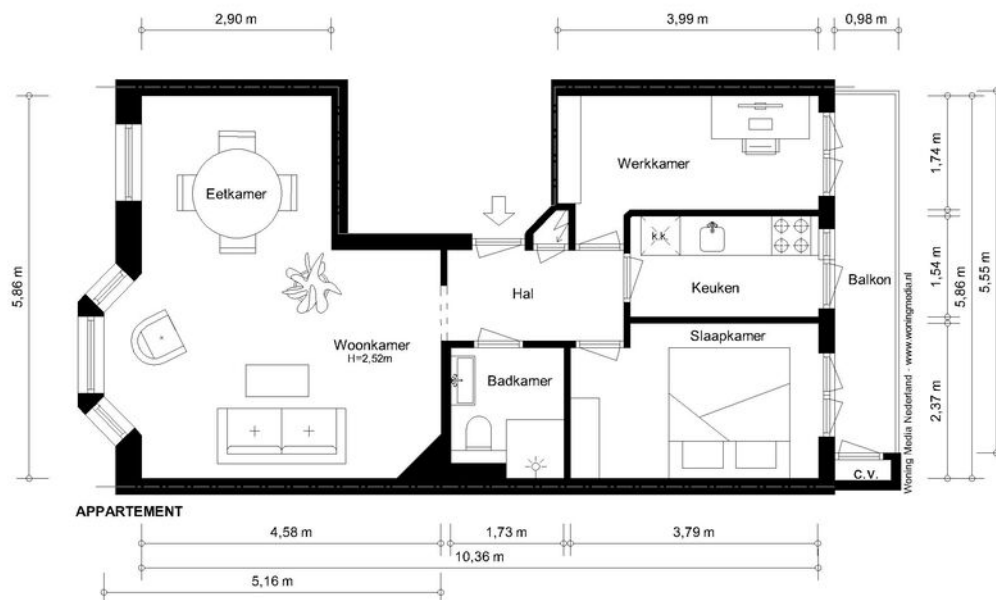 2,90 m
3,99 m
0,98 m
Eetkamer
Werkkamer
1,74 m
k.k.
5,86 m
Hal
Keuken
Balkon
1,54 m
5,86 m
5,55 m
Woonkamer
H=2,52m
Slaapkamer
Badkamer
2,37 m
C.V.
Woning Media Nederland - www.woningmedia.nl
APPARTEMENT
4,58 m
1,73 m
3,79 m
10,36 m
5,16 m